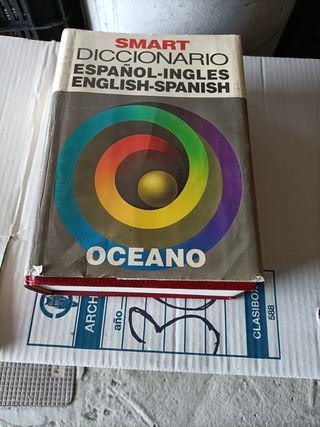 SMART
DICCIONARIO
ESPAÑOL-INGLES
ENGLISH-SPANISH
OCEANO
ARCH
año
CLASIBO
588